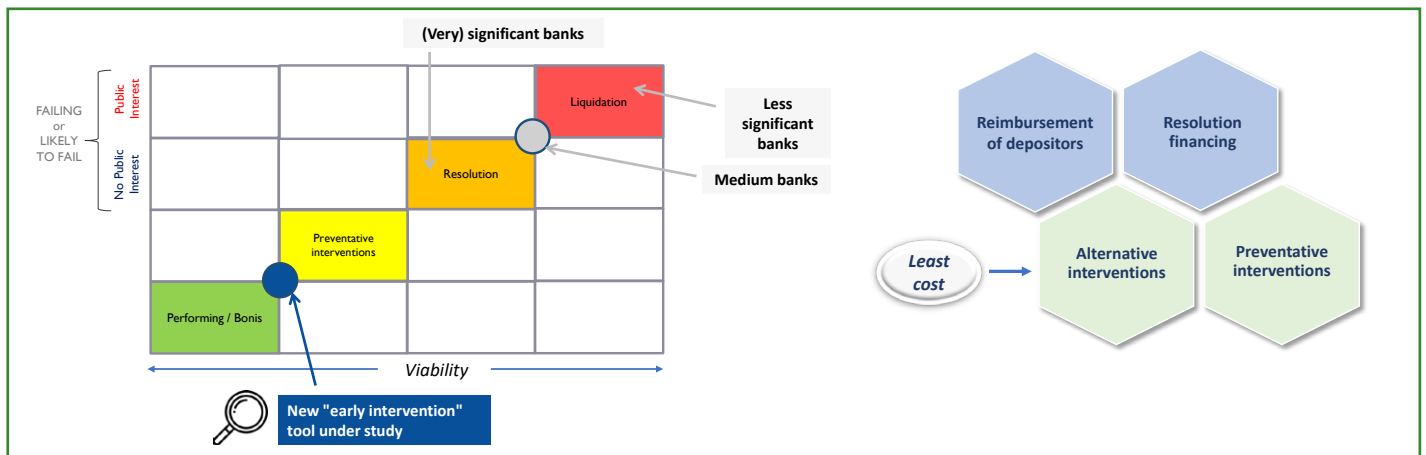 (Very) significant banks
FAILING
or
LIKELY
TO FAIL
Public
Interest
No Public
Interest
Liquidation
Less
significant
banks
Resolution
Medium banks
Preventative
interventions
Performing / Bonis
Viability
New "early intervention"
tool under study
Reimbursement
of depositors
Resolution
financing
Least
cost
Alternative
interventions
Preventative
interventions